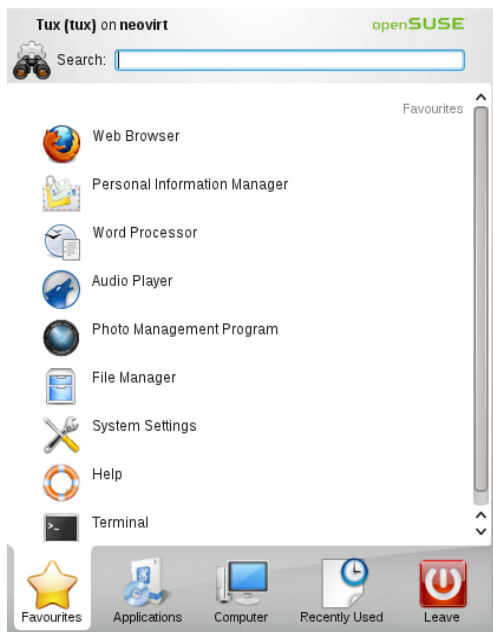 Tux (tux) on neovirt
openSUSE
Search:
Favourites
Web Browser
Personal Information Manager
Word Processor
Audio Player
Photo Management Program
File Manager
System Settings
Help
>_
Terminal
Favourites
Applications
Computer
Recently Used
Leave